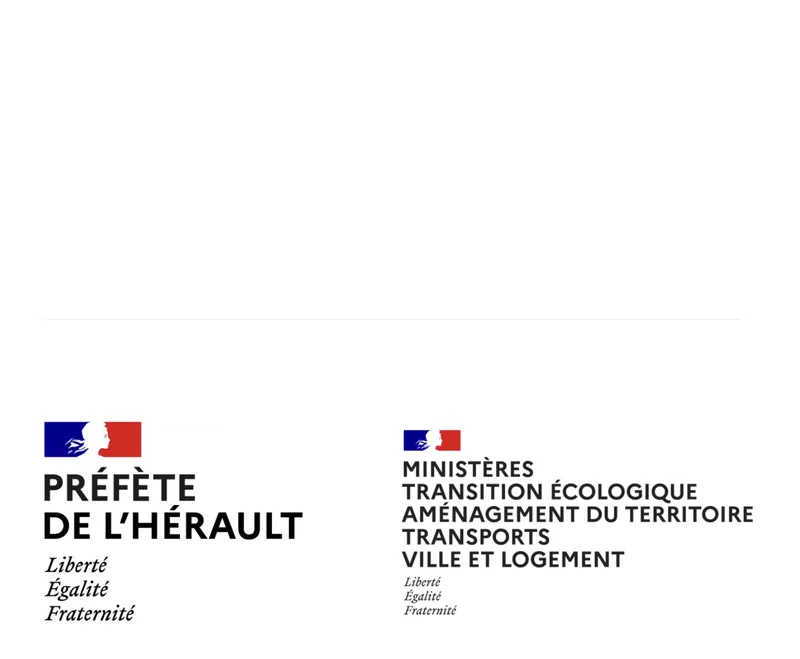 PRÉFÈTE
DE L'HÉRAULT
Liberté
Égalité
Fraternité
MINISTÈRES
TRANSITION ÉCOLOGIQUE
AMÉNAGEMENT DU TERRITOIRE
TRANSPORTS
VILLE ET LOGEMENT
Liberté
Égalité
Fraternité